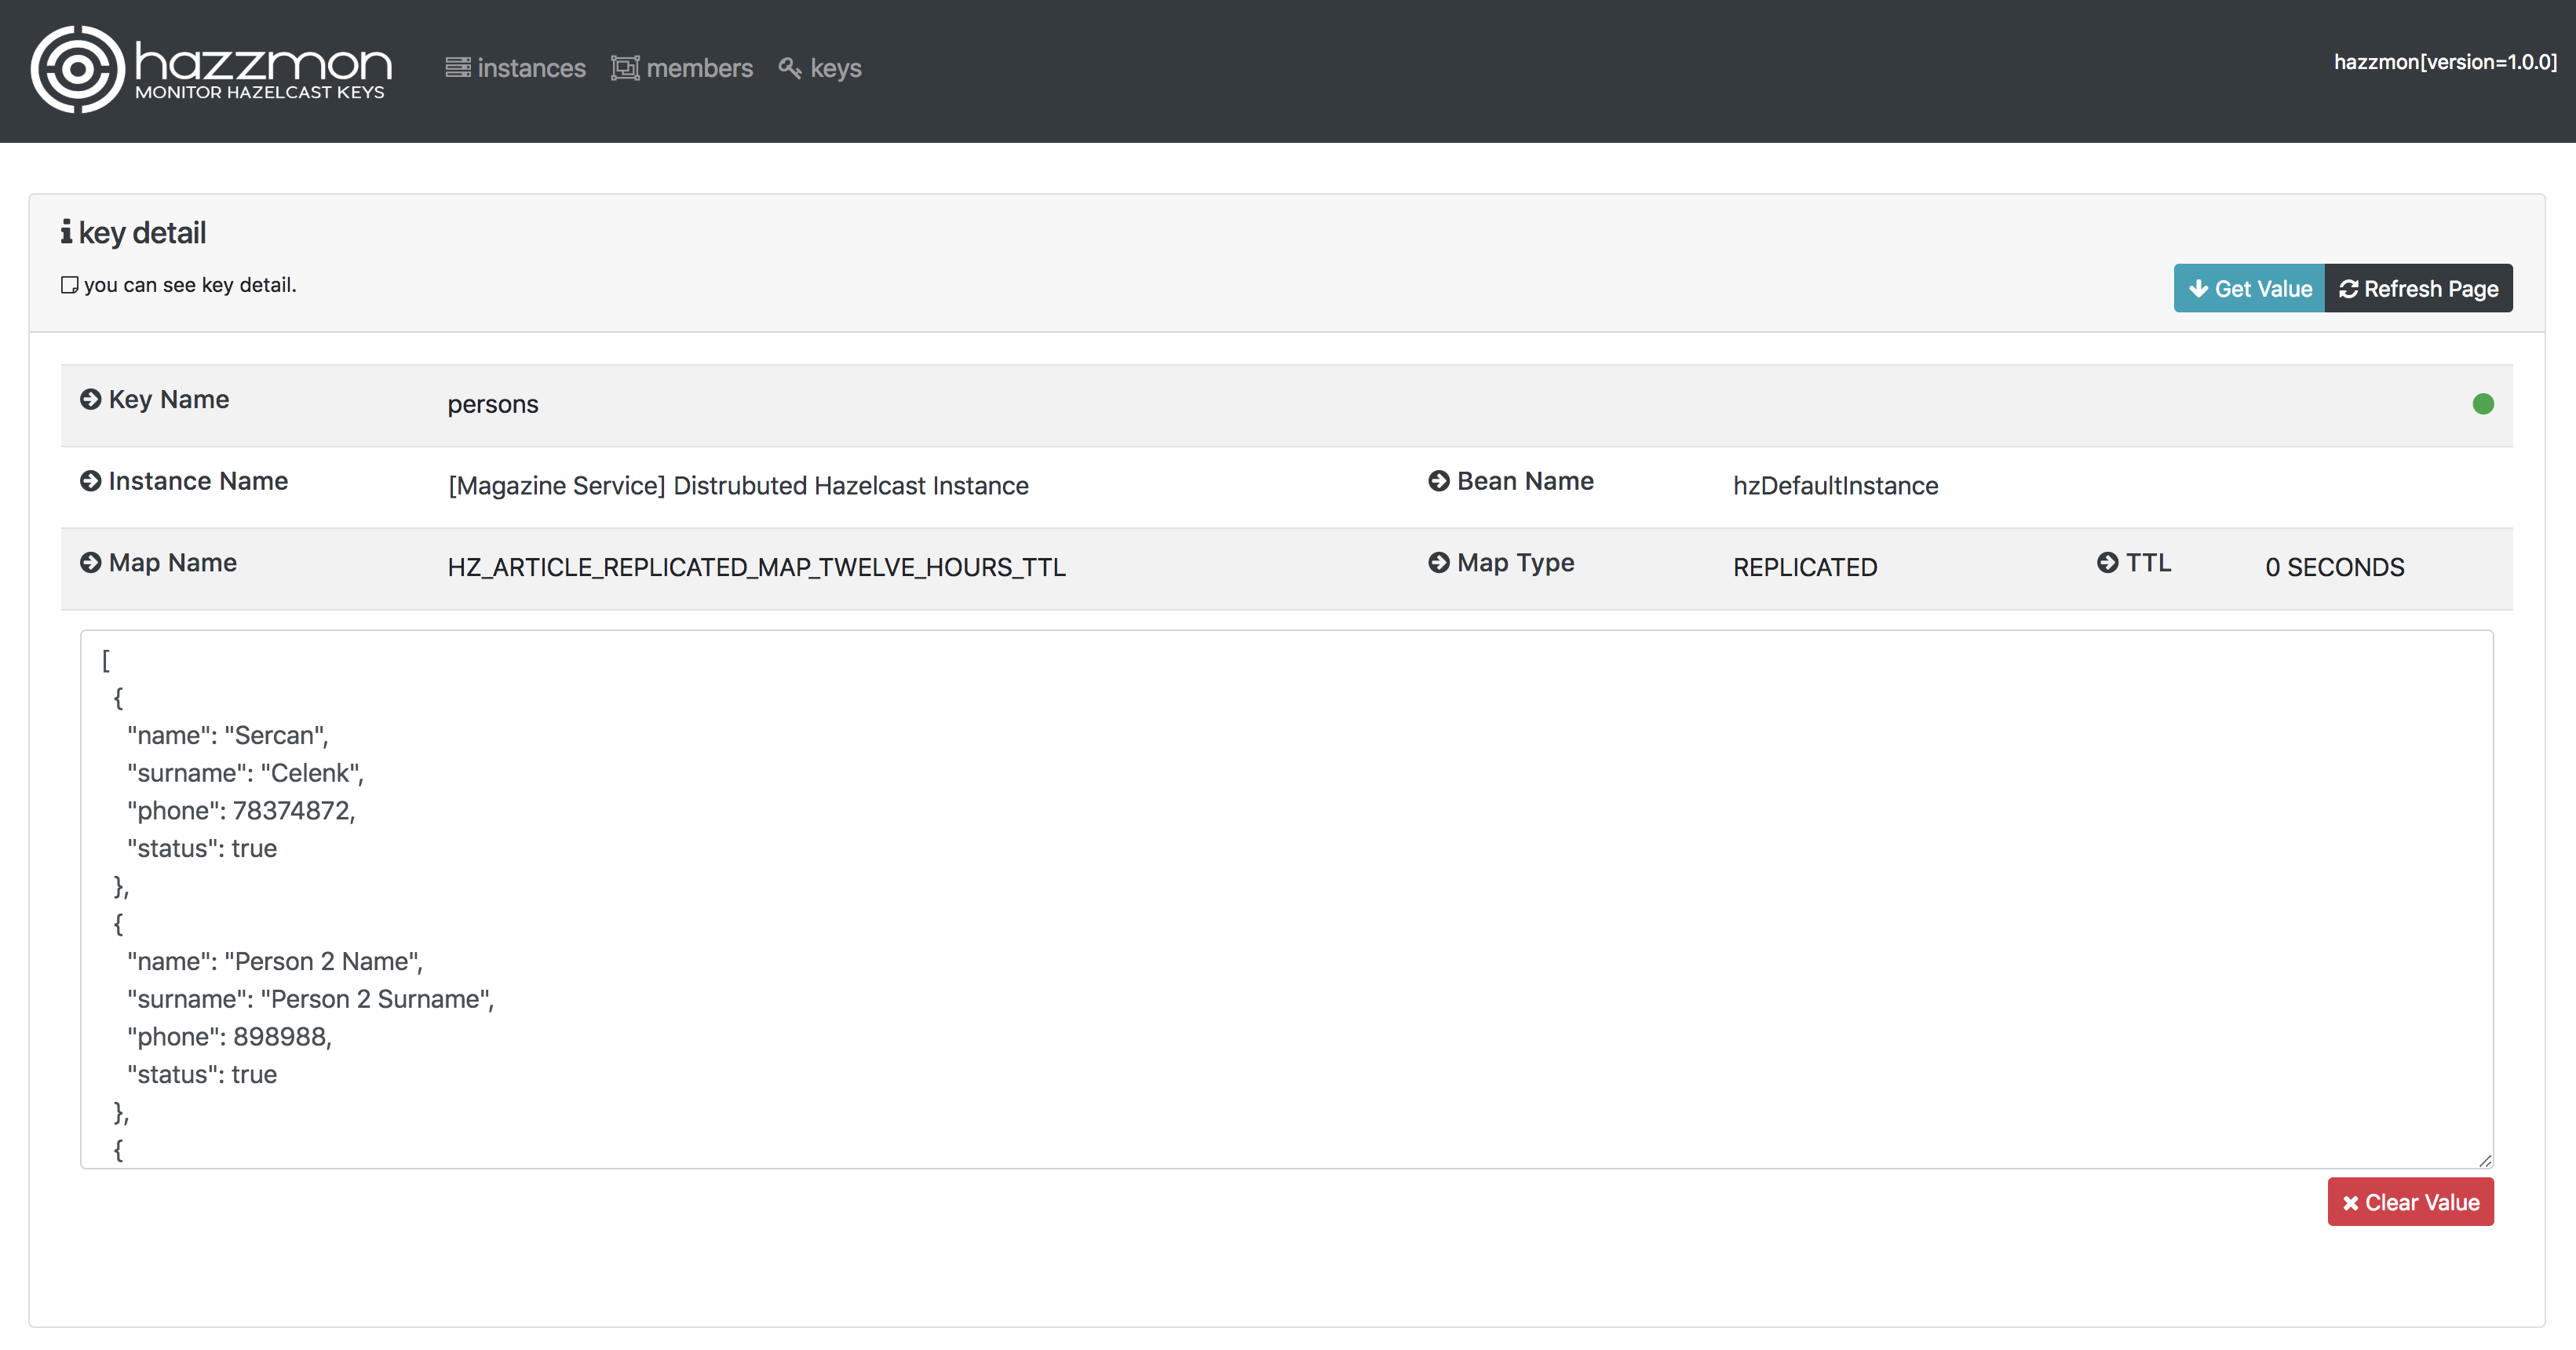 hazzmon
MONITOR HAZELCAST KEYS
instances members keys
hazzmon[version=1.0.0]
key detail
you can see key detail.
Get Value Refresh Page
Key Name persons
Instance Name [Magazine Service] Distrubuted Hazelcast Instance Bean Name hzDefaultInstance
Map Name HZ_ARTICLE_REPLICATED_MAP_TWELVE_HOURS_TTL Map Type REPLICATED TTL 0 SECONDS
[
{
"name": "Sercan",
"surname": "Celenk",
"phone": 78374872,
"status": true
},
{
"name": "Person 2 Name",
"surname": "Person 2 Surname",
"phone": 898988,
"status": true
},
{
Clear Value